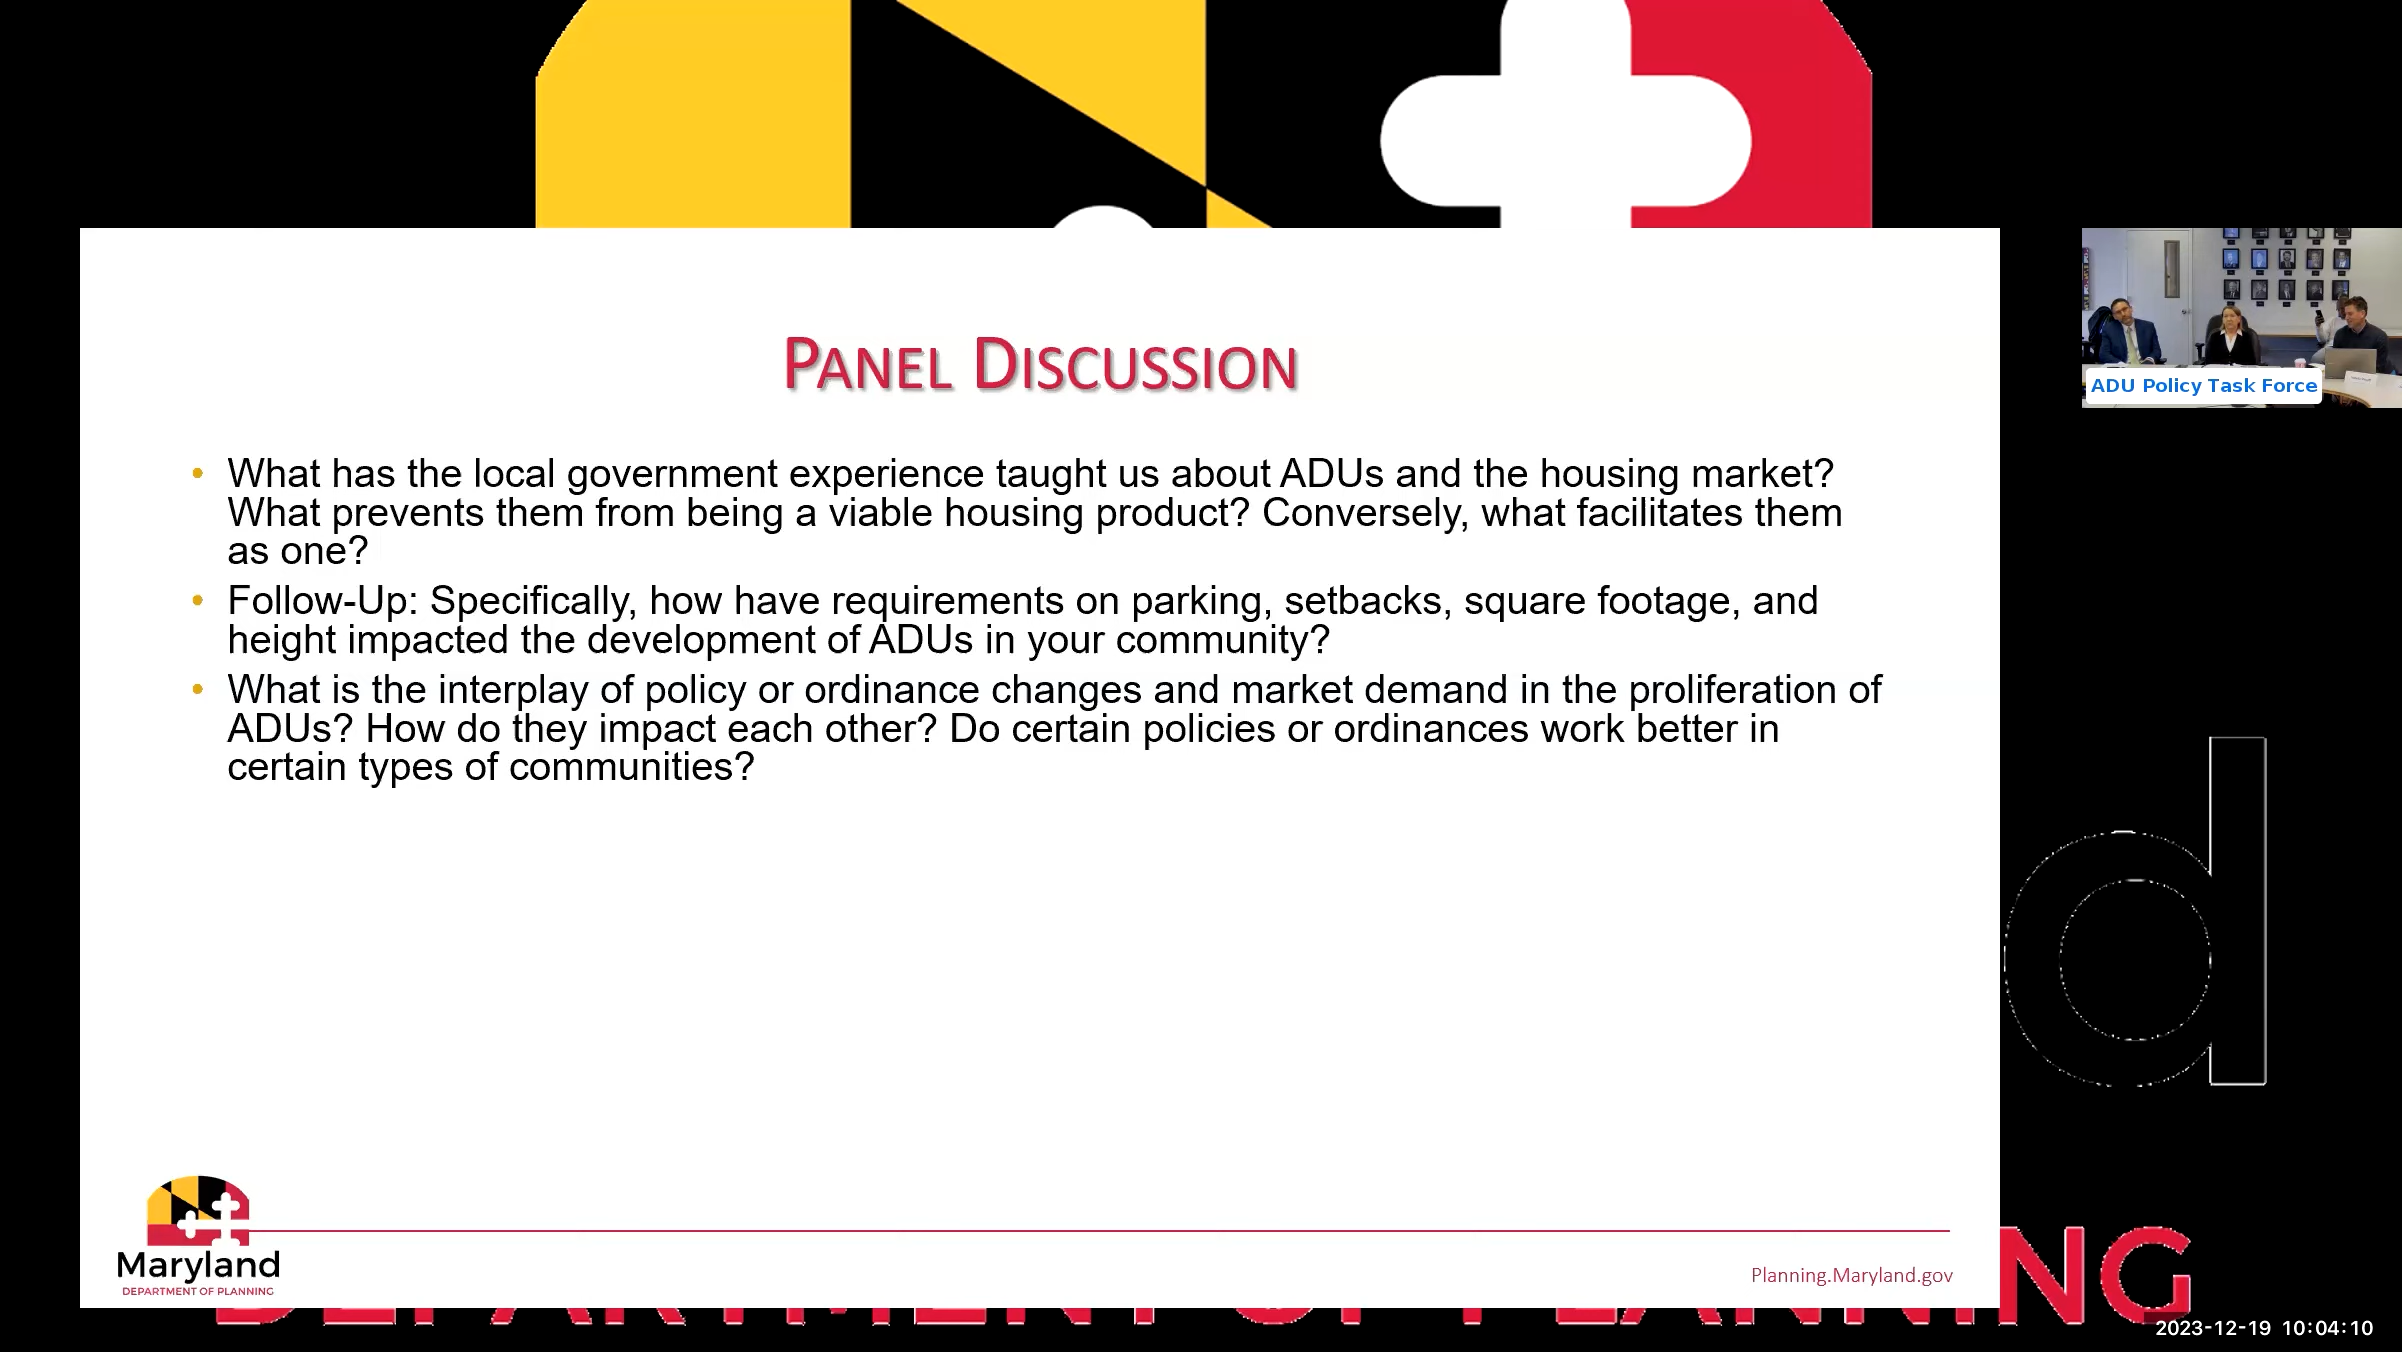 PANEL DISCUSSION
• What has the local government experience taught us about ADUs and the housing market?
What prevents them from being a viable housing product? Conversely, what facilitates them
as one?
• Follow-Up: Specifically, how have requirements on parking, setbacks, square footage, and
height impacted the development of ADUs in your community?
• What is the interplay of policy or ordinance changes and market demand in the proliferation of
ADUs? How do they impact each other? Do certain policies or ordinances work better in
certain types of communities?
ADU Policy Task Force
d
Maryland
DEPARTMENT OF PLANNING
Planning.Maryland.gov
DEPARTMENT OF PLANNING
2023-12-19 10:04:10